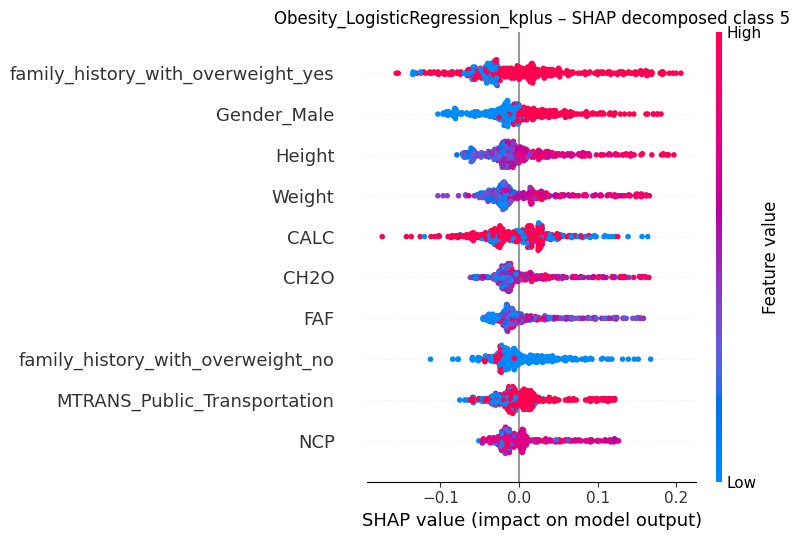 Obesity_LogisticRegression_kplus – SHAP decomposed class 5
High
family_history_with_overweight_yes
Gender_Male
Height
Weight
CALC
CH2O
FAF
family_history_with_overweight_no
MTRANS_Public_Transportation
NCP
Feature value
Low
−0.1 0.0 0.1 0.2
SHAP value (impact on model output)